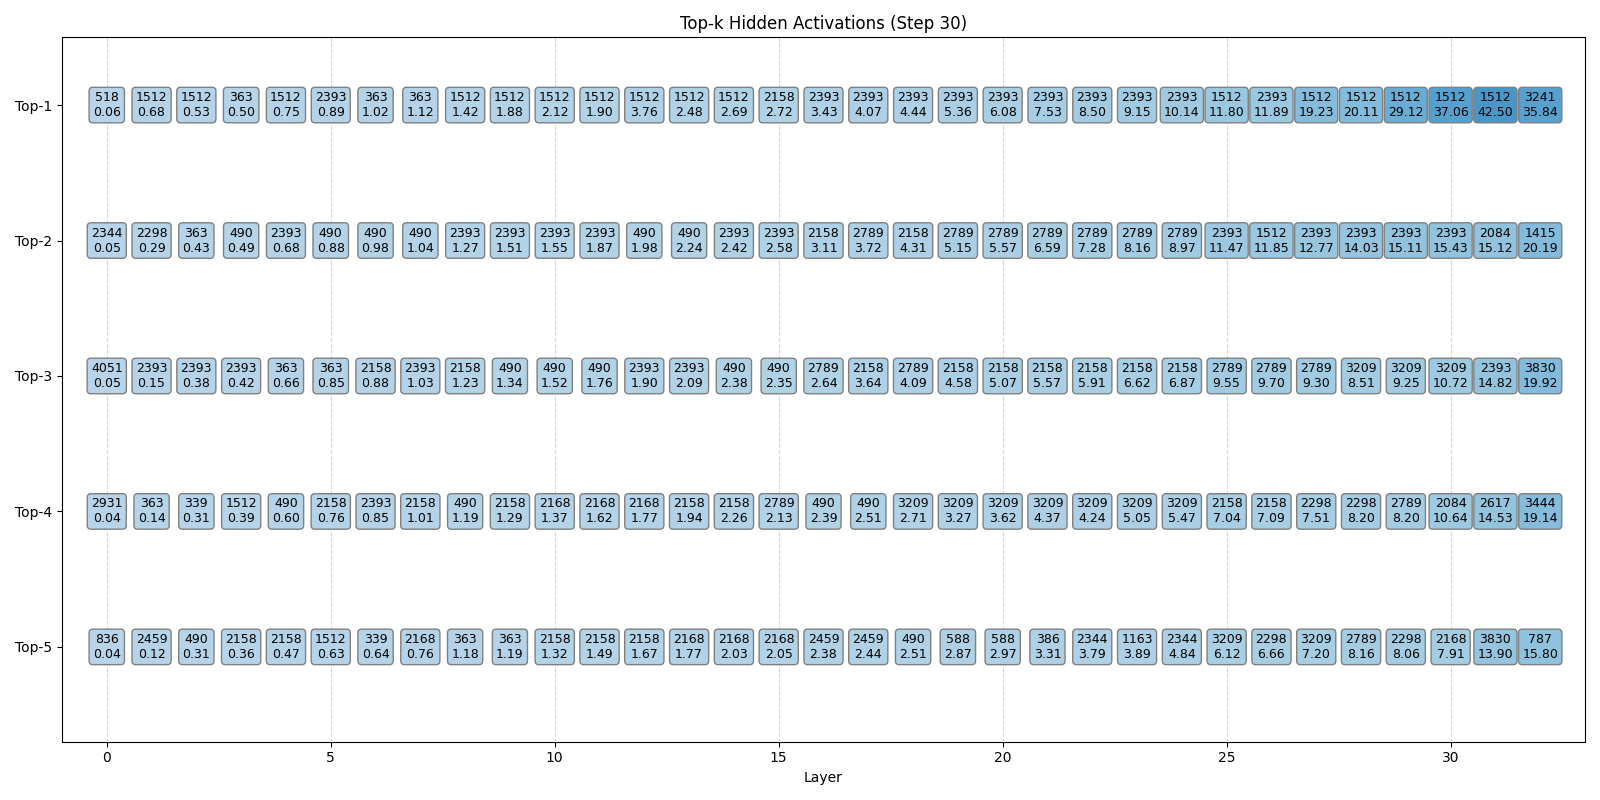 Top-k Hidden Activations (Step 30)
Top-1
518 1512 1512 363 1512 2393 363 363 1512 1512 1512 1512 1512 1512 1512 2158 2393 2393 2393 2393 2393 2393 2393 2393 2393 1512 2393 1512 1512 1512 1512 1512 3241
0.06 0.68 0.53 0.50 0.75 0.89 1.02 1.12 1.42 1.88 2.12 1.90 3.76 2.48 2.69 2.72 3.43 4.07 4.44 5.36 6.08 7.53 8.50 9.15 10.14 11.80 11.89 19.23 20.11 29.12 37.06 42.50 35.84
Top-2
2344 2298 363 490 2393 490 490 490 2393 2393 2393 2393 490 490 2393 2393 2158 2789 2158 2789 2789 2789 2789 2789 2789 2393 1512 2393 2393 2393 2393 2084 1415
0.05 0.29 0.43 0.49 0.68 0.88 0.98 1.04 1.27 1.51 1.55 1.87 1.98 2.24 2.42 2.58 3.11 3.72 4.31 5.15 5.57 6.59 7.28 8.16 8.97 11.47 11.85 12.77 14.03 15.11 15.43 15.12 20.19
Top-3
4051 2393 2393 2393 363 363 2158 2393 2158 490 490 490 2393 2393 490 490 2789 2158 2789 2158 2158 2158 2158 2158 2158 2789 2789 2789 3209 3209 3209 2393 3830
0.05 0.15 0.38 0.42 0.66 0.85 0.88 1.03 1.23 1.34 1.52 1.76 1.90 2.09 2.38 2.35 2.64 3.64 4.09 4.58 5.07 5.57 5.91 6.62 6.87 9.55 9.70 9.30 8.51 9.25 10.72 14.82 19.92
Top-4
2931 363 339 1512 490 2158 2393 2158 490 2158 2168 2168 2168 2158 2158 2789 490 490 3209 3209 3209 3209 3209 3209 3209 2158 2158 2298 2298 2789 2084 2617 3444
0.04 0.14 0.31 0.39 0.60 0.76 0.85 1.01 1.19 1.29 1.37 1.62 1.77 1.94 2.26 2.13 2.39 2.51 2.71 3.27 3.62 4.37 4.24 5.05 5.47 7.04 7.09 7.51 8.20 8.20 10.64 14.53 19.14
Top-5
836 2459 490 2158 2158 1512 339 2168 363 363 2158 2158 2158 2168 2168 2168 2459 2459 490 588 588 386 2344 1163 2344 3209 2298 3209 2789 2298 2168 3830 787
0.04 0.12 0.31 0.36 0.47 0.63 0.64 0.76 1.18 1.19 1.32 1.49 1.67 1.77 2.03 2.05 2.38 2.44 2.51 2.87 2.97 3.31 3.79 3.89 4.84 6.12 6.66 7.20 8.16 8.06 7.91 13.90 15.80
0 5 10 15 20 25 30
Layer